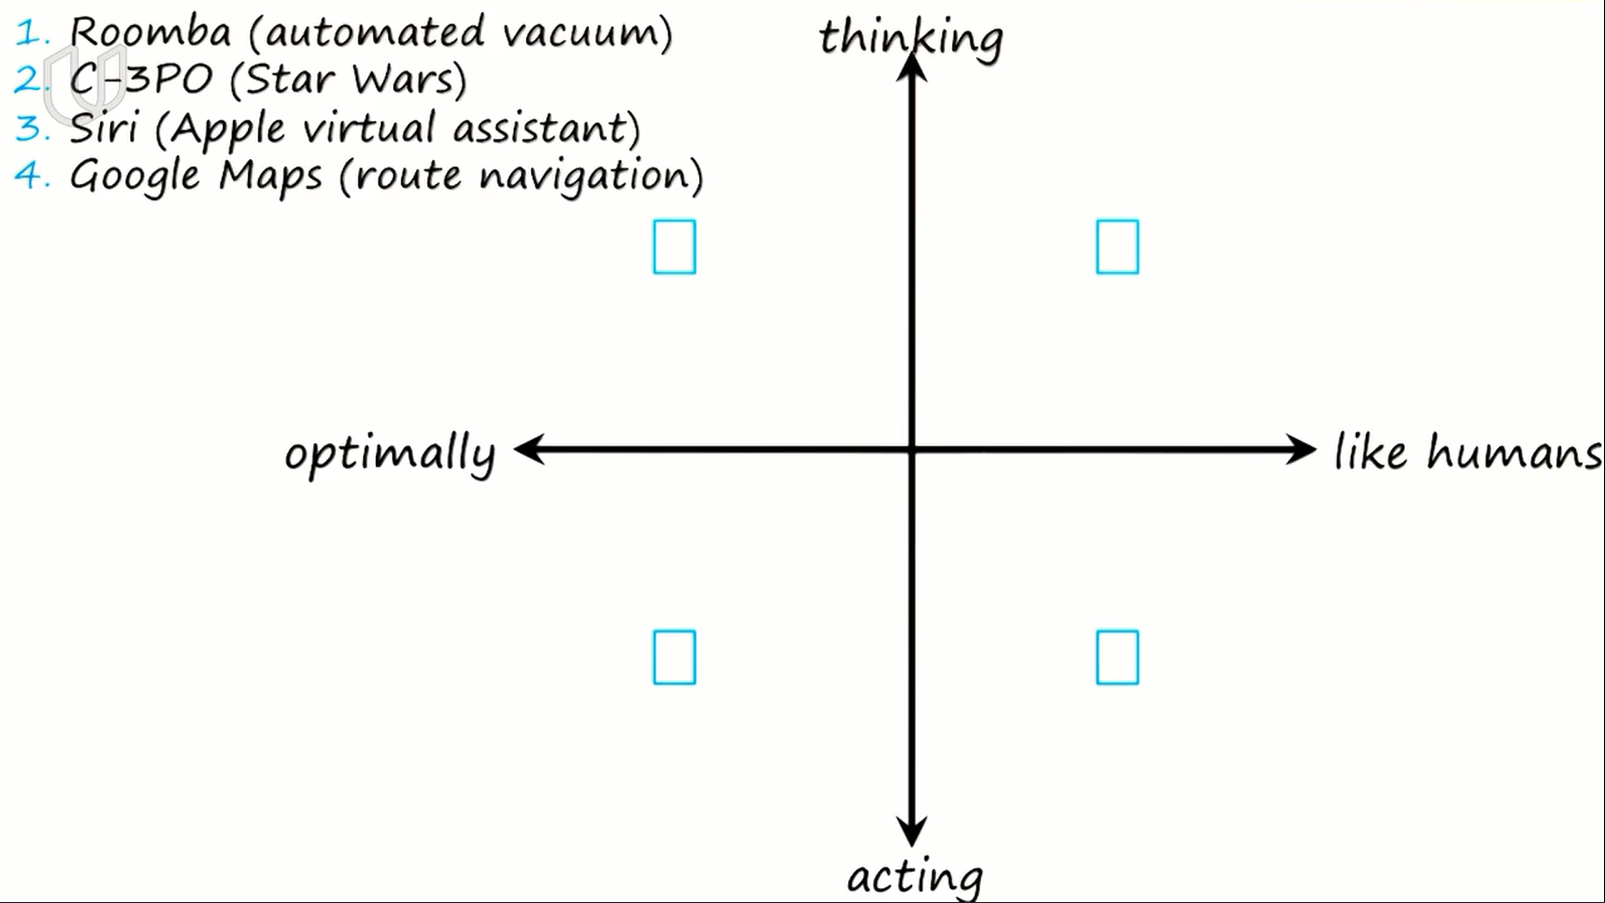 1. Roomba (automated vacuum)
2. C-3PO (Star Wars)
3. Siri (Apple virtual assistant)
4. Google Maps (route navigation)
thinking
optimally
like humans
acting